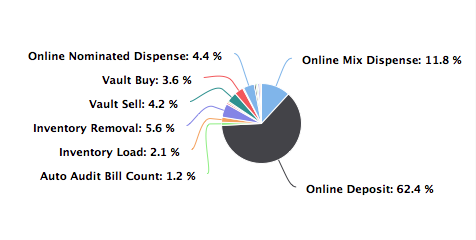 Online Nominated Dispense: 4.4 %
Online Mix Dispense: 11.8 %
Vault Buy: 3.6 %
Vault Sell: 4.2 %
Inventory Removal: 5.6 %
Inventory Load: 2.1 %
Auto Audit Bill Count: 1.2 %
Online Deposit: 62.4 %